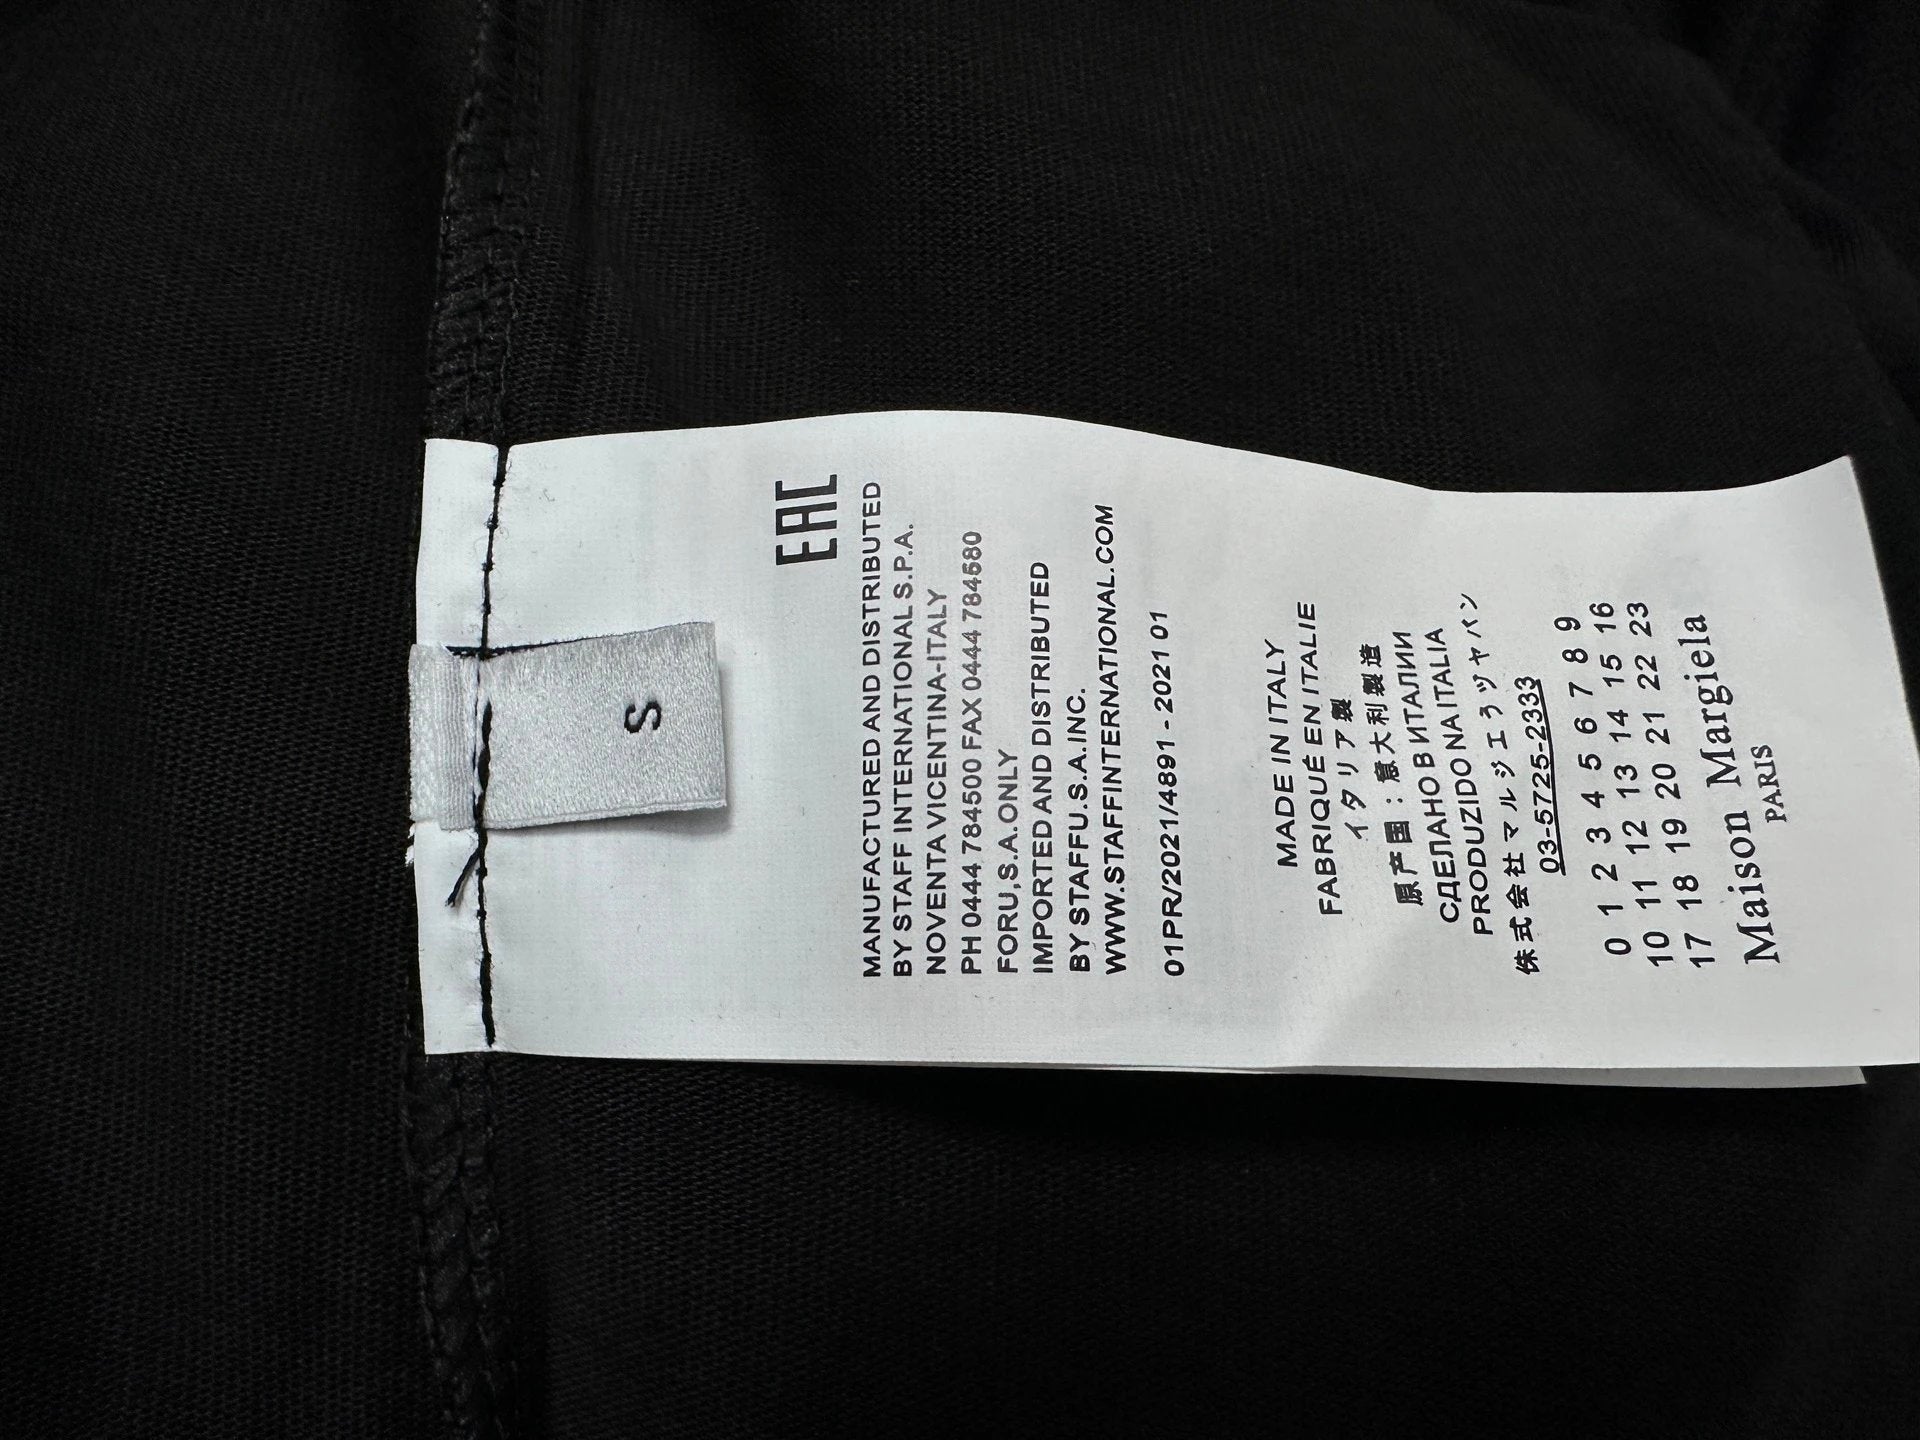 S
EAC
MANUFACTURED AND DISTRIBUTED
BY STAFF INTERNATIONAL S.P.A.
NOVENTA VICENTINA-ITALY
PH 0444 784500 FAX 0444 784580
FORU,S.A.ONLY
IMPORTED AND DISTRIBUTED
BY STAFFU.S.A.INC.
WWW.STAFFINTERNATIONAL.COM
01PR/2021/4891 - 2021 01
MADE IN ITALY
FABRIQUÉ EN ITALIE
イタリア製
原产国：意大利製造
СДЕЛАНО В ИТАЛИИ
PRODUZIDO NA ITALIA
侏式会社マルジエラツヤパン
03-5725-2333
0 1 2 3 4 5 6 7 8 9
10 11 12 13 14 15 16
17 18 19 20 21 22 23
Maison Margiela
PARIS